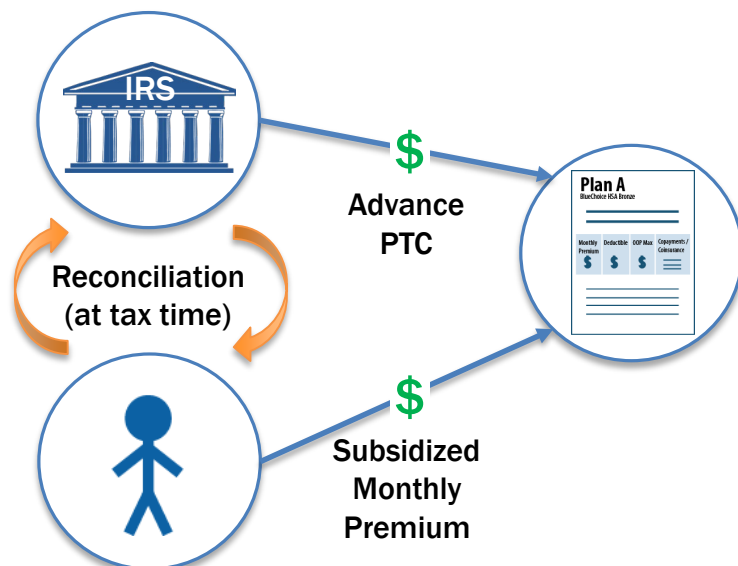 IRS
$
Advance
PTC
Plan A
BlueChoice HSA Bronze
Monthly Premium Deductible OOP Max Copayments / Coinsurance
$ $ $
Reconciliation
(at tax time)
$
Subsidized
Monthly
Premium